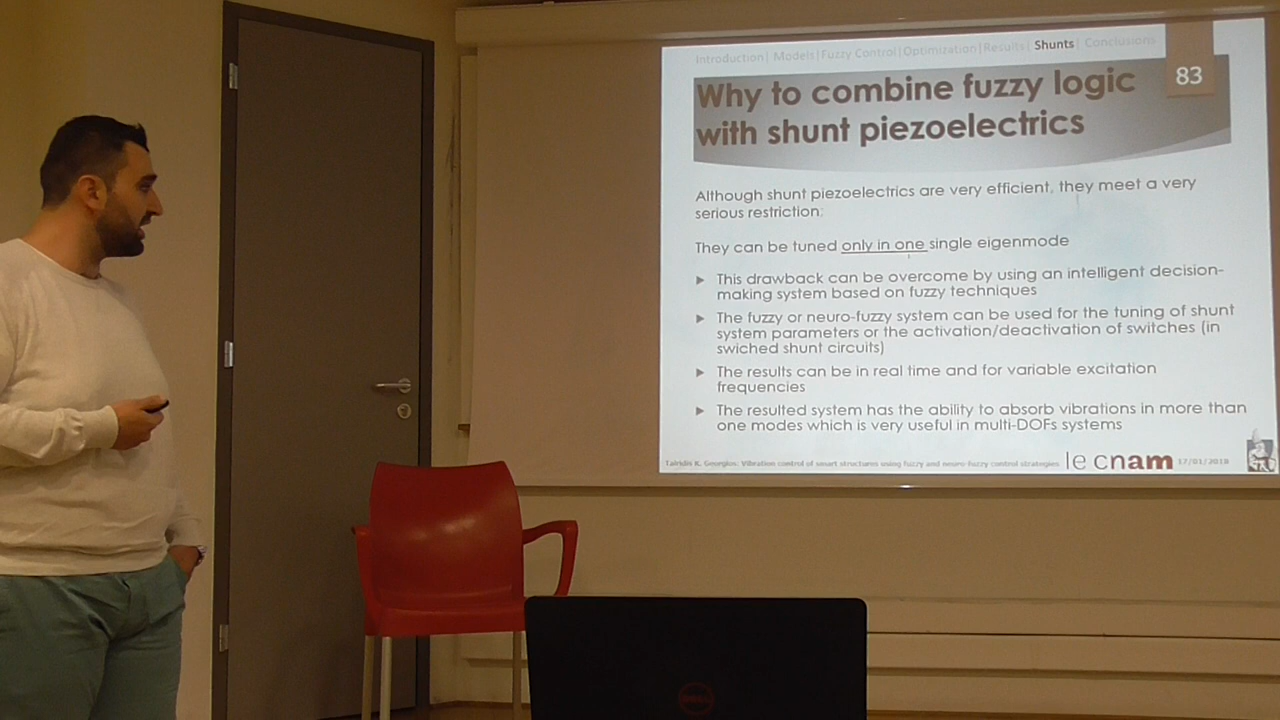 Introduction| Models|Fuzzy Control|Optimization|Results| Shunts| Conclusions
83
Why to combine fuzzy logic
with shunt piezoelectrics
Although shunt piezoelectrics are very efficient, they meet a very
serious restriction:
They can be tuned only in one single eigenmode
This drawback can be overcome by using an intelligent decision-
making system based on fuzzy techniques
The fuzzy or neuro-fuzzy system can be used for the tuning of shunt
system parameters or the activation/deactivation of switches (in
swiched shunt circuits)
The results can be in real time and for variable excitation
frequencies
The resulted system has the ability to absorb vibrations in more than
one modes which is very useful in multi-DOFs systems
Tairidis K. Georgios: Vibration control of smart structures using fuzzy and neuro-fuzzy control strategies
le cnam
17/01/2018
DELL